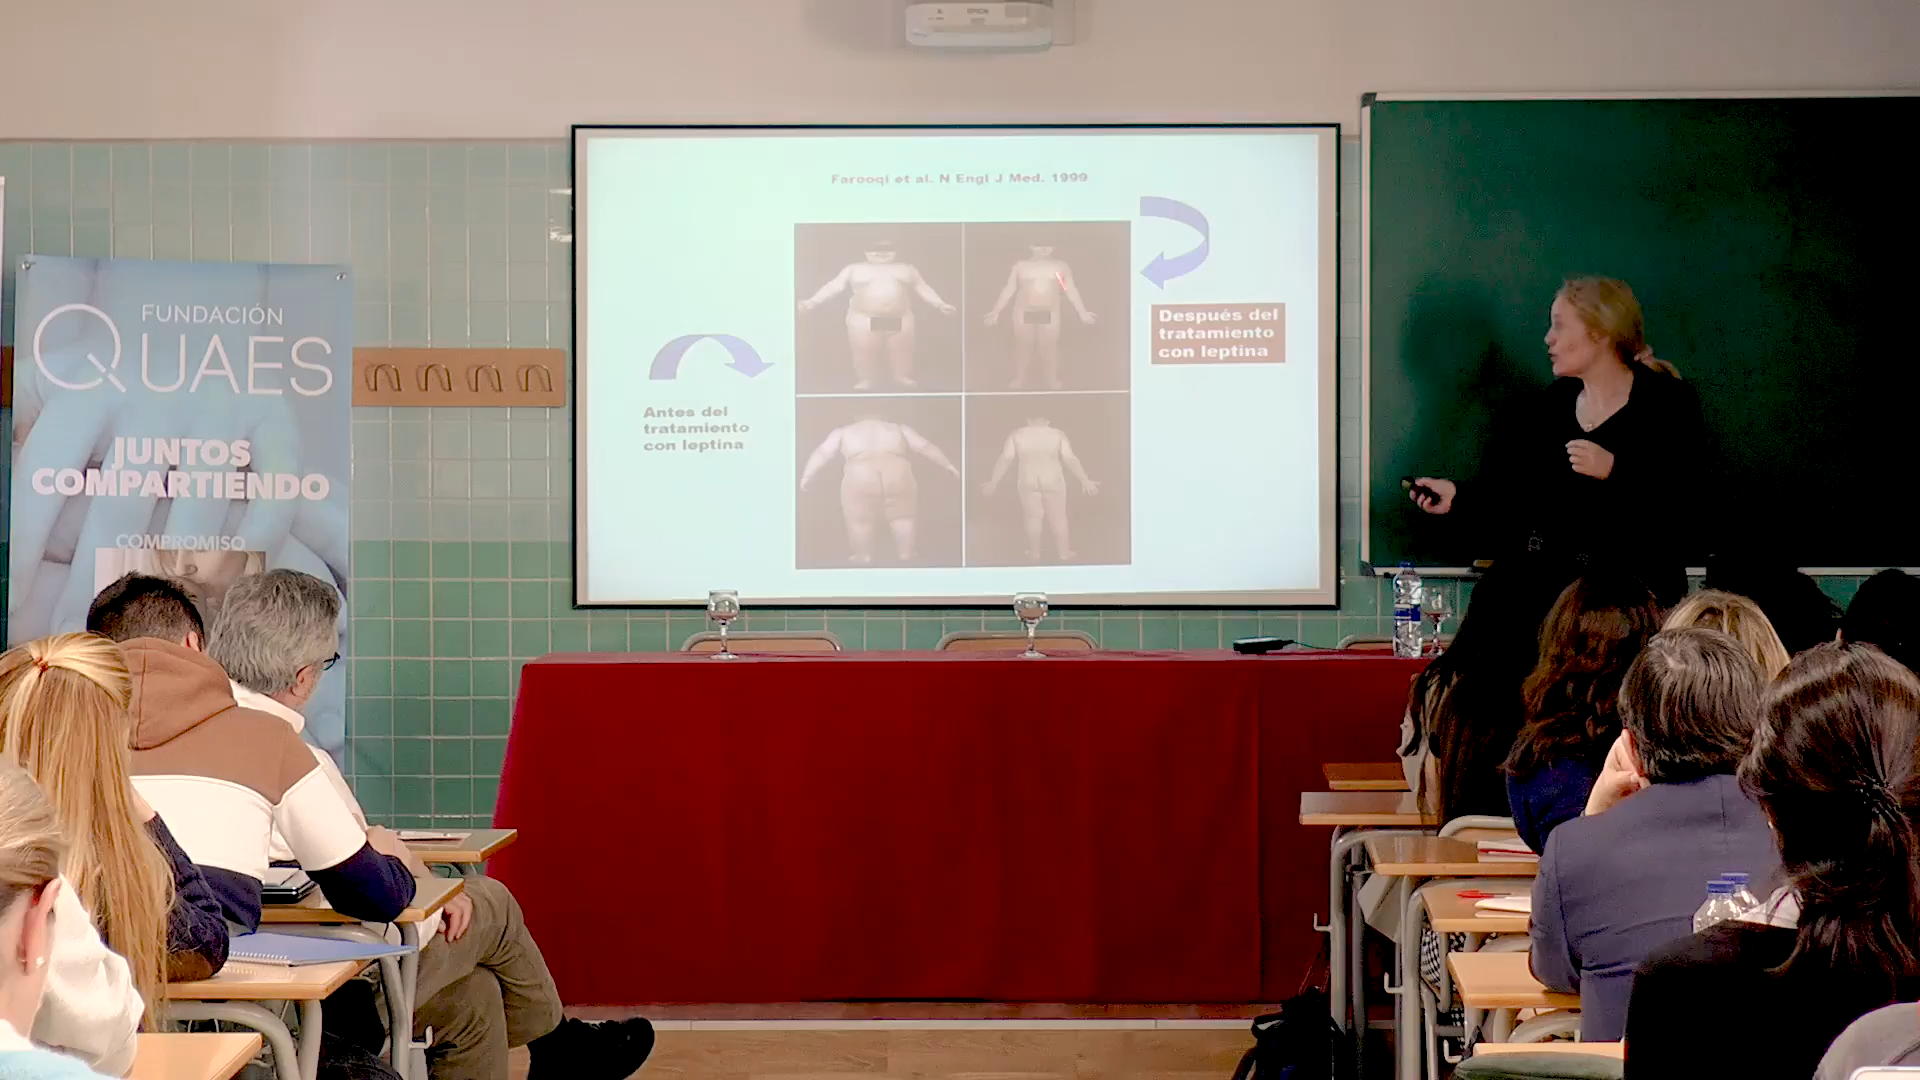 EPSON
Farooqi et al. N Engl J Med. 1999
Después del
tratamiento
con leptina
Antes del
tratamiento
con leptina
FUNDACIÓN
QUAES
JUNTOS
COMPARTIENDO
COMPROMISO